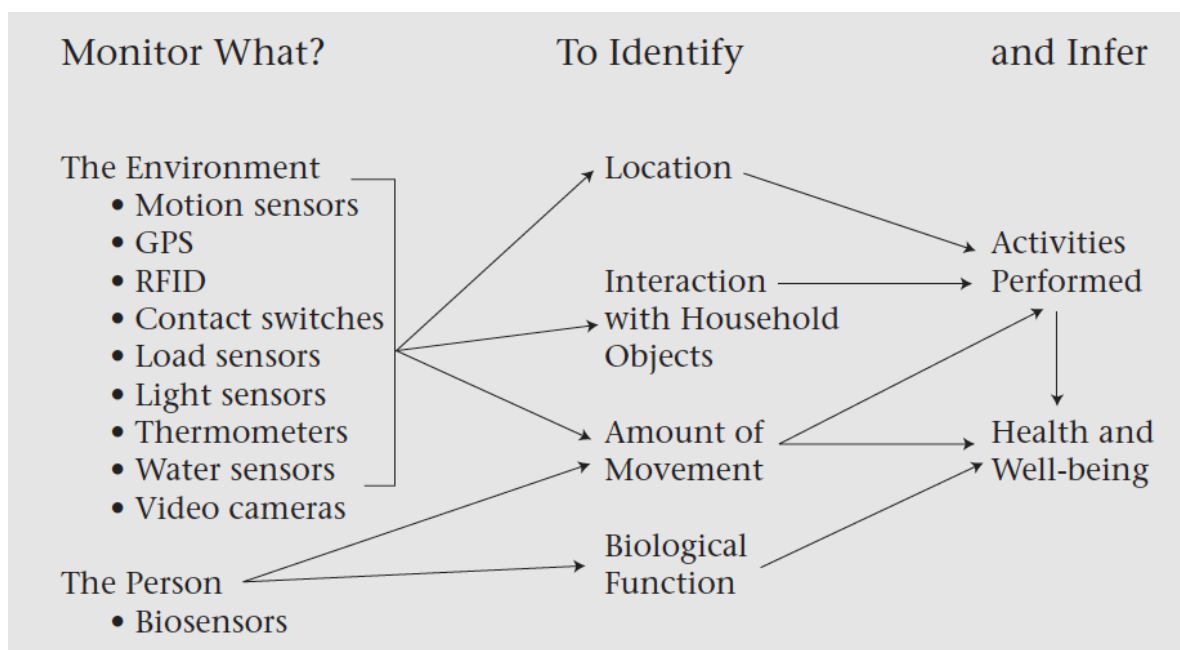 Monitor What?
To Identify
and Infer
The Environment
• Motion sensors
• GPS
• RFID
• Contact switches
• Load sensors
• Light sensors
• Thermometers
• Water sensors
• Video cameras
The Person
• Biosensors
Location
Interaction
with Household
Objects
Amount of
Movement
Biological
Function
Activities
Performed
Health and
Well-being